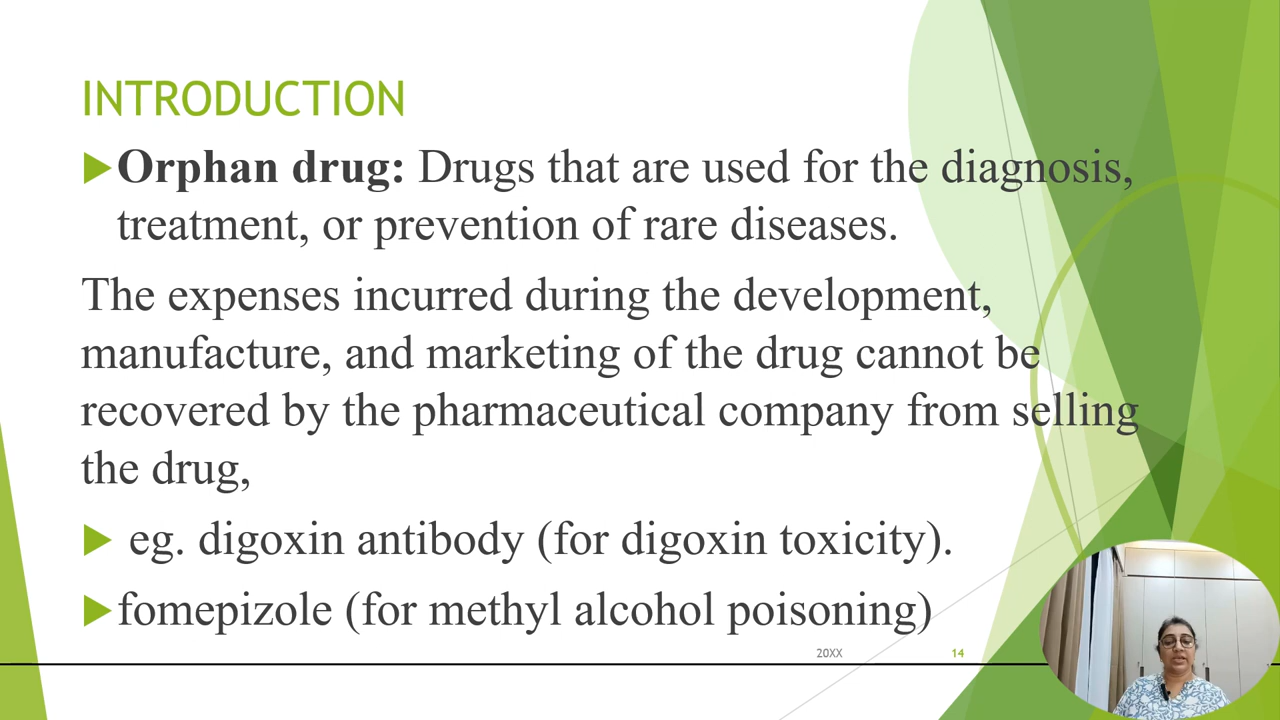 INTRODUCTION
Orphan drug: Drugs that are used for the diagnosis,
treatment, or prevention of rare diseases.
The expenses incurred during the development,
manufacture, and marketing of the drug cannot be
recovered by the pharmaceutical company from selling
the drug,
eg. digoxin antibody (for digoxin toxicity).
fomepizole (for methyl alcohol poisoning)
20XX 14